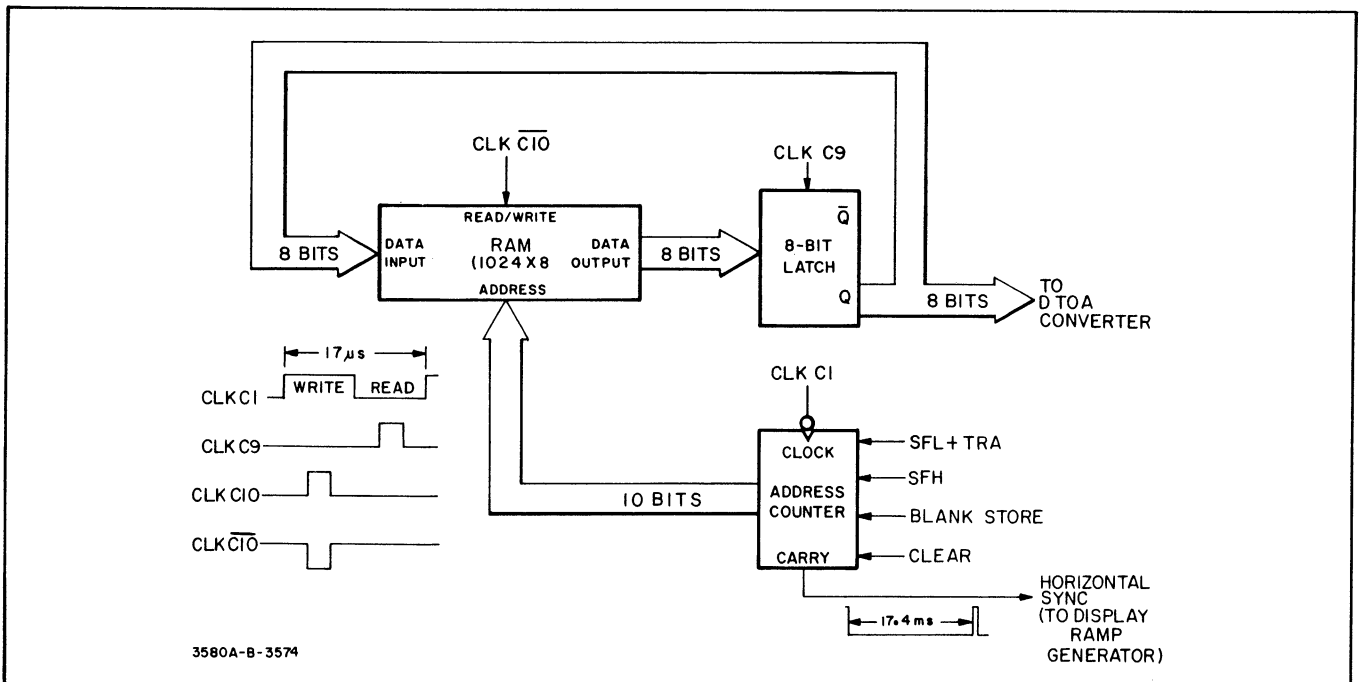 CLK C̅1̅0̅
CLK C9
READ/WRITE
RAM
(1024 X 8
DATA
INPUT
DATA
OUTPUT
ADDRESS
8 BITS
8 BITS
Q̅
8-BIT
LATCH
Q
8 BITS
TO
D TO A
CONVERTER
17 µs
CLK C1
WRITE
READ
CLK C9
CLK C10
CLK C̅1̅0̅
CLK C1
CLOCK
ADDRESS
COUNTER
CARRY
10 BITS
SFL + TRA
SFH
BLANK STORE
CLEAR
HORIZONTAL
SYNC
(TO DISPLAY
RAMP
GENERATOR)
17.4 ms
3580A-B-3574